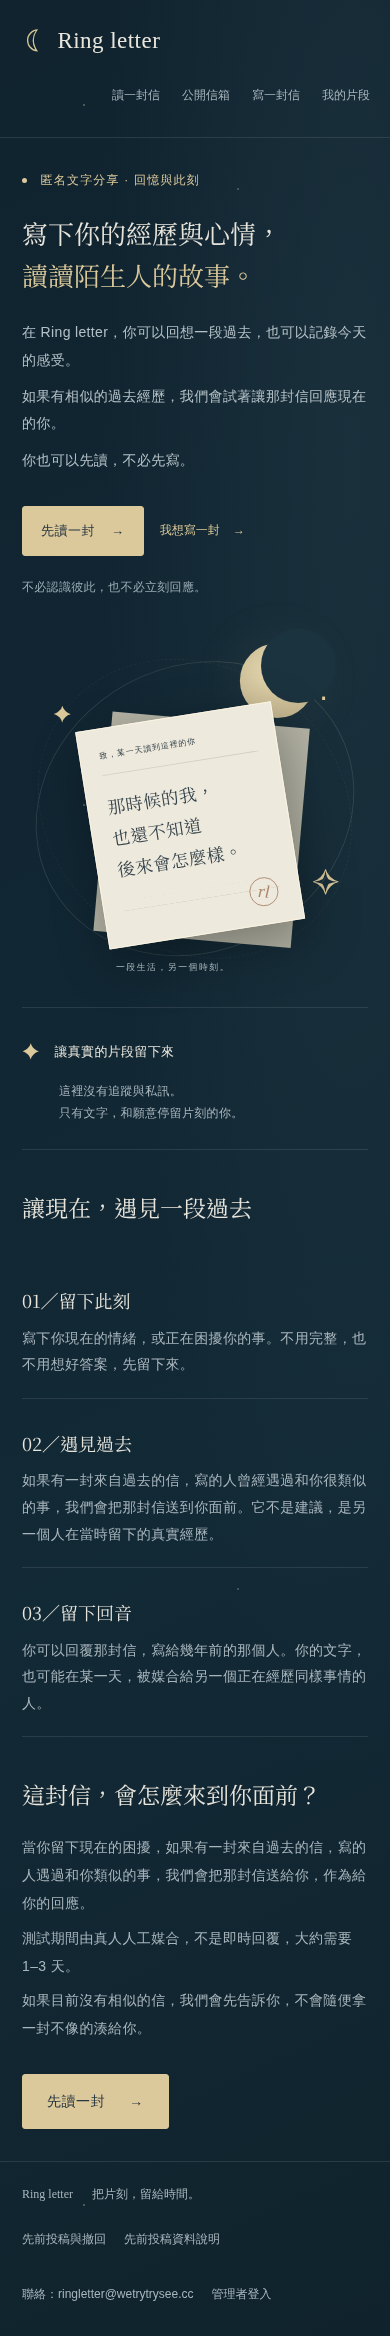 Ring letter
讀一封信 公開信箱 寫一封信 我的片段
匿名文字分享 · 回憶與此刻
寫下你的經歷與心情，
讀讀陌生人的故事。
在 Ring letter，你可以回想一段過去，也可以記錄今天
的感受。
如果有相似的過去經歷，我們會試著讓那封信回應現在
的你。
你也可以先讀，不必先寫。
先讀一封 → 我想寫一封 →
不必認識彼此，也不必立刻回應。
致，某一天讀到這裡的你
那時候的我，
也還不知道
後來會怎麼樣。
rl
一段生活，另一個時刻。
讓真實的片段留下來
這裡沒有追蹤與私訊。
只有文字，和願意停留片刻的你。
讓現在，遇見一段過去
01／留下此刻
寫下你現在的情緒，或正在困擾你的事。不用完整，也
不用想好答案，先留下來。
02／遇見過去
如果有一封來自過去的信，寫的人曾經遇過和你很類似
的事，我們會把那封信送到你面前。它不是建議，是另
一個人在當時留下的真實經歷。
03／留下回音
你可以回覆那封信，寫給幾年前的那個人。你的文字，
也可能在某一天，被媒合給另一個正在經歷同樣事情的
人。
這封信，會怎麼來到你面前？
當你留下現在的困擾，如果有一封來自過去的信，寫的
人遇過和你類似的事，我們會把那封信送給你，作為給
你的回應。
測試期間由真人人工媒合，不是即時回覆，大約需要
1–3 天。
如果目前沒有相似的信，我們會先告訴你，不會隨便拿
一封不像的湊給你。
先讀一封 →
Ring letter 把片刻，留給時間。
先前投稿與撤回 先前投稿資料說明
聯絡：ringletter@wetrytrysee.cc 管理者登入